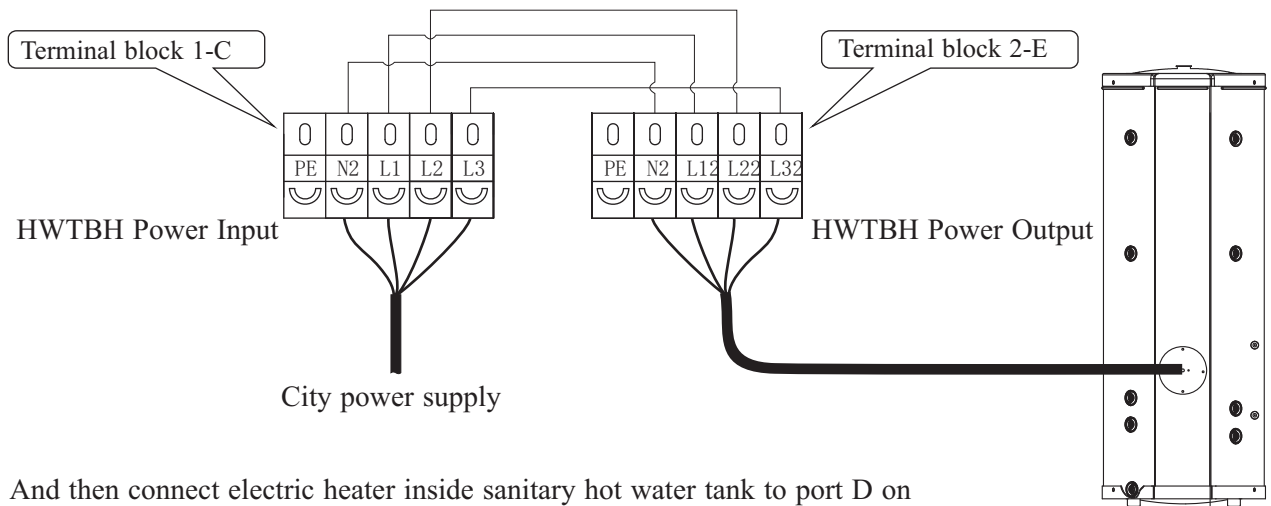 Terminal block 1-C
Terminal block 2-E
PE N2 L1 L2 L3
PE N2 L12 L22 L32
HWTBH Power Input
HWTBH Power Output
City power supply
And then connect electric heater inside sanitary hot water tank to port D on